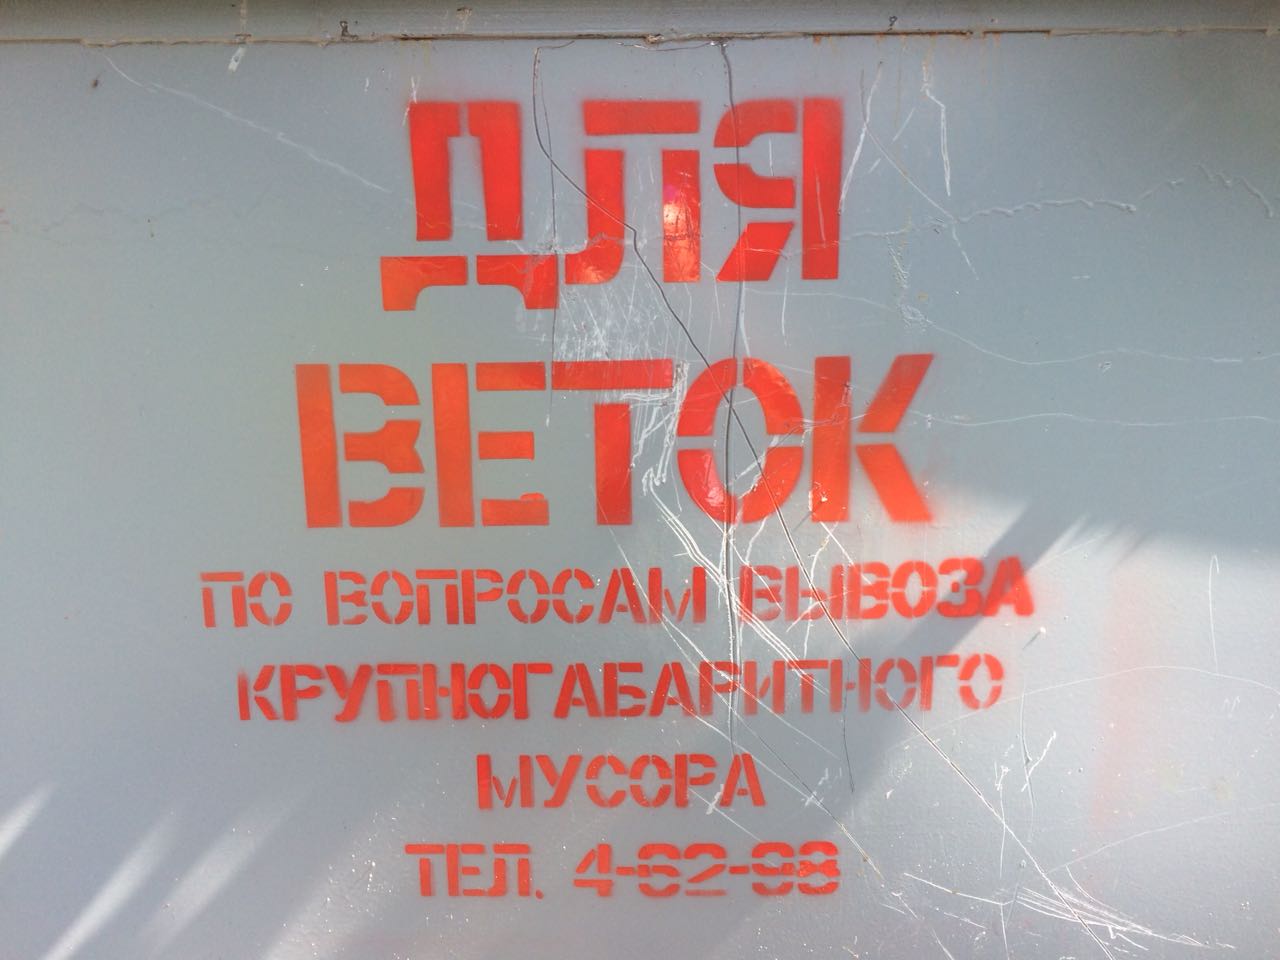 ДЛЯ
ВЕТОК
ПО ВОПРОСАМ ВЫВОЗА
КРУПНОГАБАРИТНОГО
МУСОРА
ТЕЛ. 4-62-98